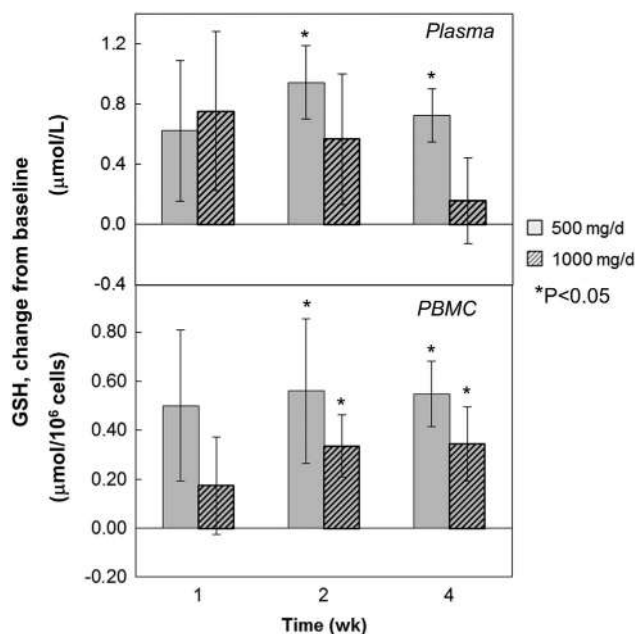 GSH, change from baseline
(µmol/L)
1.2
0.8
0.4
0.0
-0.4
Plasma
*
*
(µmol/10⁶ cells)
0.80
0.60
0.40
0.20
0.00
-0.20
PBMC
*
*
*
*
1 2 4
Time (wk)
500 mg/d
1000 mg/d
*P<0.05